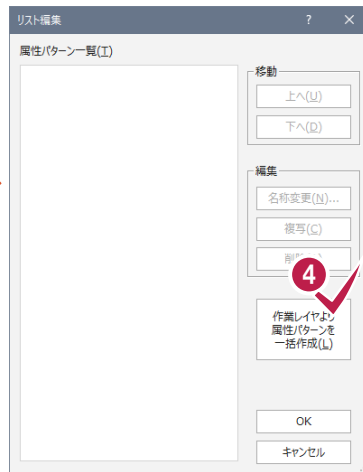 リスト編集 ? ×
属性パターン一覧(T)
移動
上へ(U)
下へ(D)
編集
名称変更(N)...
複写(C)
4
作業レイヤより
属性パターンを
一括作成(L)
OK
キャンセル